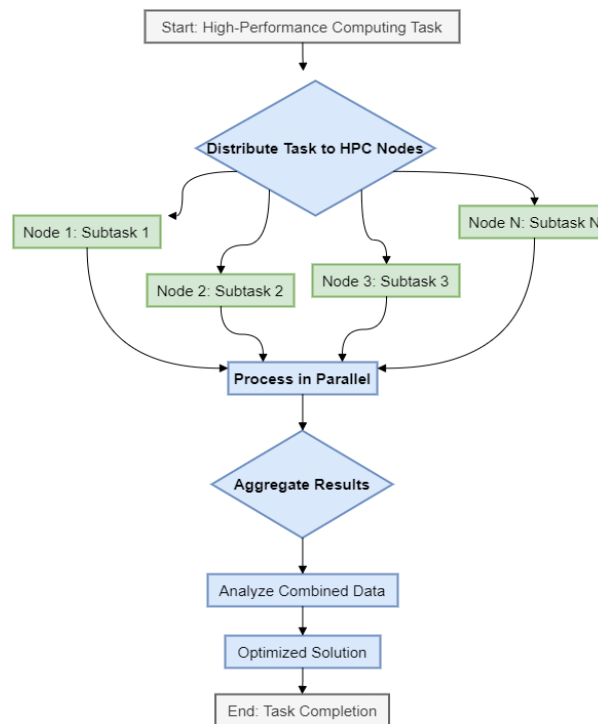 Start: High-Performance Computing Task
Distribute Task to HPC Nodes
Node 1: Subtask 1
Node N: Subtask N
Node 2: Subtask 2
Node 3: Subtask 3
Process in Parallel
Aggregate Results
Analyze Combined Data
Optimized Solution
End: Task Completion